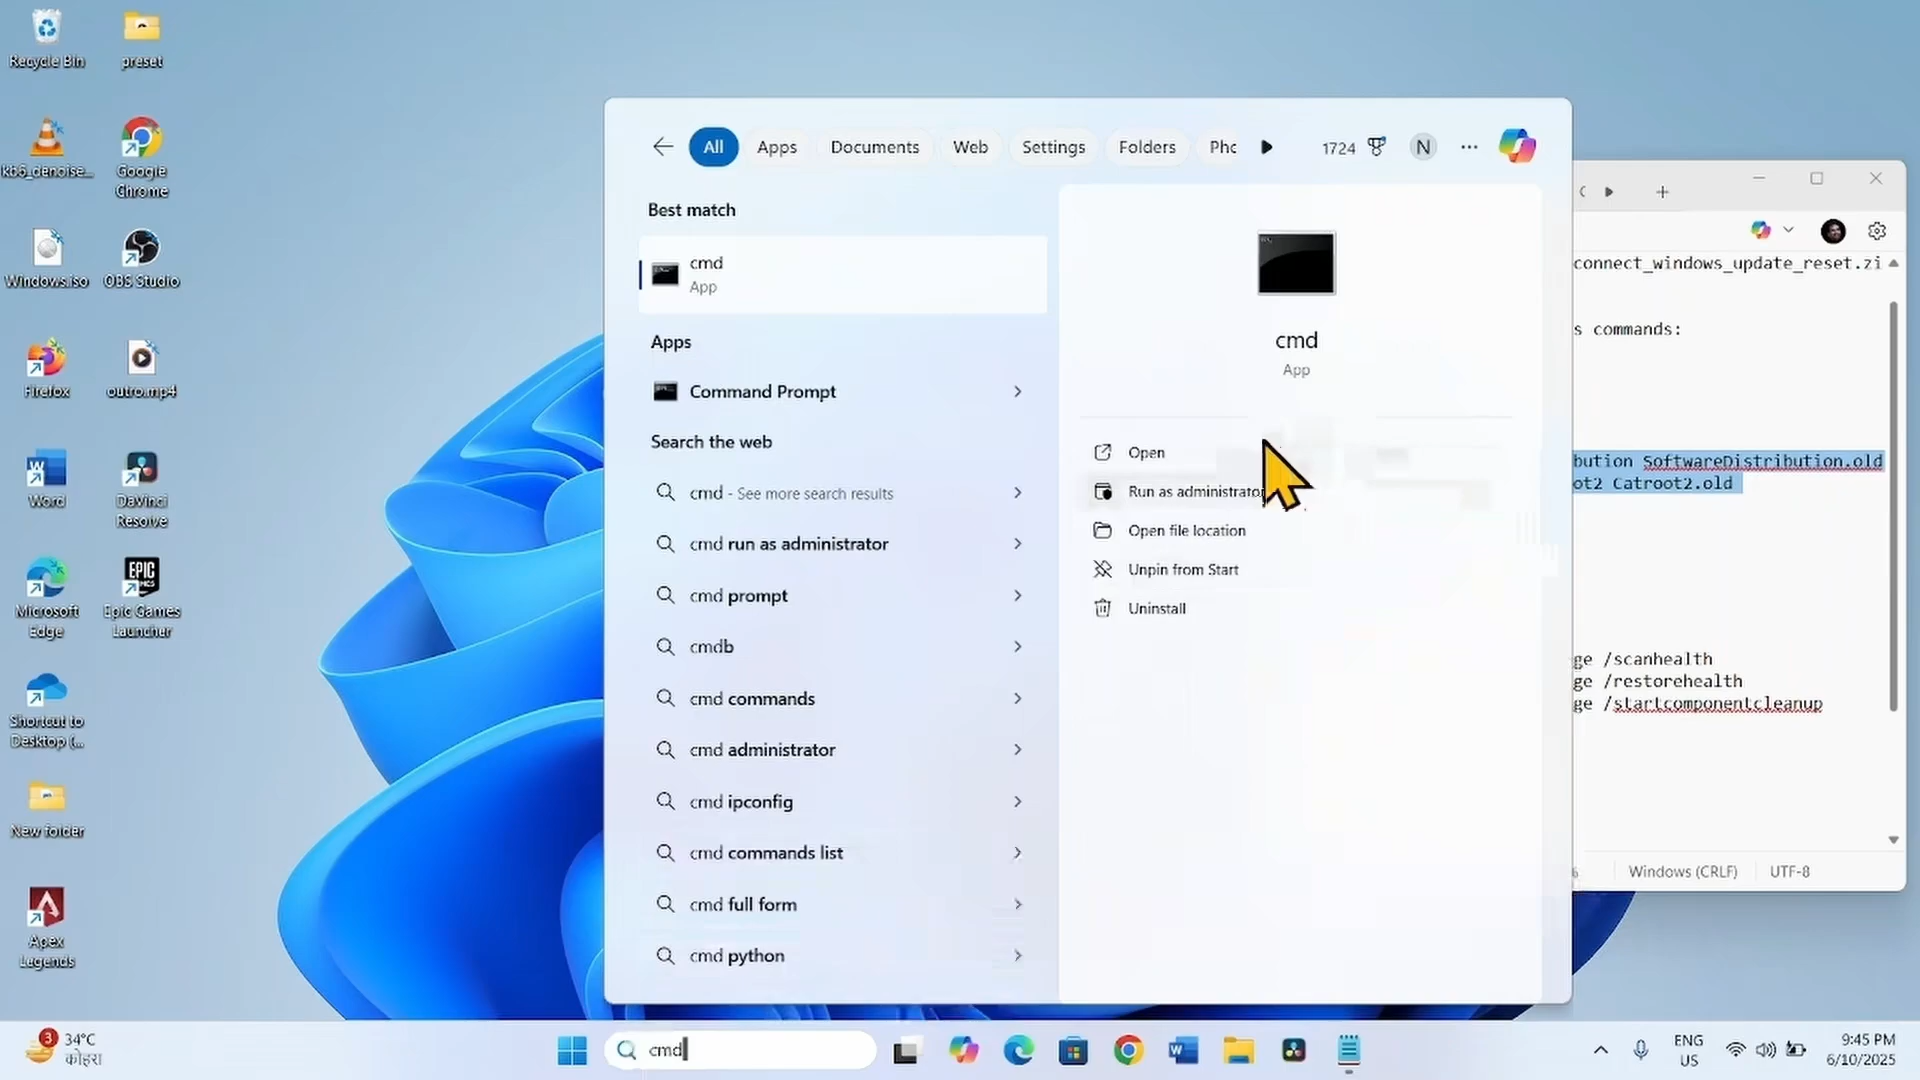 Recycle Bin
preset
k66_denoise...
Google
Chrome
Windows.iso
OBS Studio
Firefox
outro.mp4
Word
DaVinci
Resolve
Microsoft
Edge
Epic Games
Launcher
Shortcut to
Desktop (...
New folder
Apex
Legends
All
Apps
Documents
Web
Settings
Folders
1724
N
Best match
cmd
App
Apps
Command Prompt
Search the web
cmd - See more search results
cmd run as administrator
cmd prompt
cmdb
cmd commands
cmd administrator
cmd ipconfig
cmd commands list
cmd full form
cmd python
cmd
App
Open
Run as administrator
Open file location
Unpin from Start
Uninstall
connect_windows_update_reset.zi
s commands:
bution SoftwareDistribution.old
ot2 Catroot2.old
ge /scanhealth
ge /restorehealth
ge /startcomponentcleanup
Windows (CRLF)
UTF-8
3
34°C
कोहरा
cmd
ENG
US
9:45 PM
6/10/2025